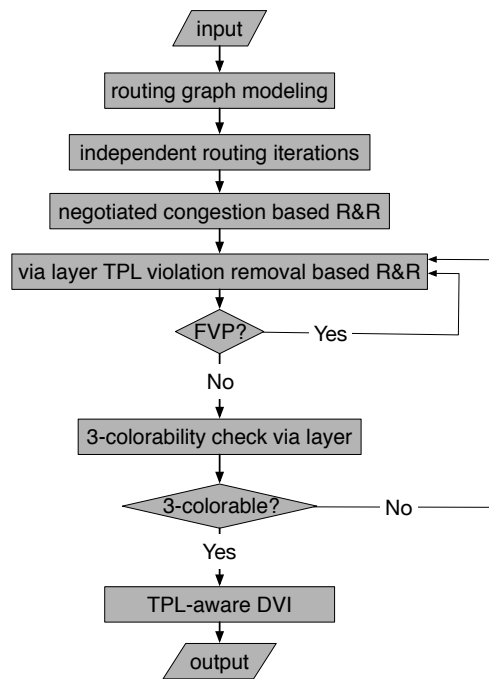 input
routing graph modeling
independent routing iterations
negotiated congestion based R&R
via layer TPL violation removal based R&R
FVP?
Yes
No
3-colorability check via layer
3-colorable?
No
Yes
TPL-aware DVI
output